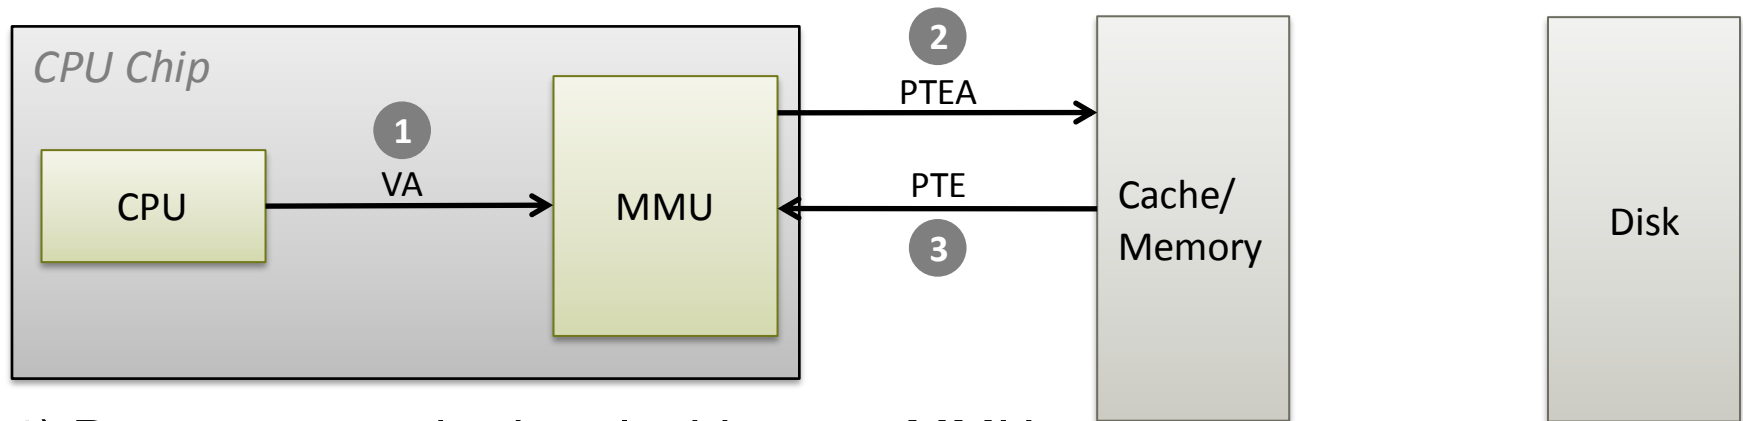 CPU Chip
1
VA
CPU
MMU
2
PTEA
PTE
3
Cache/
Memory
Disk